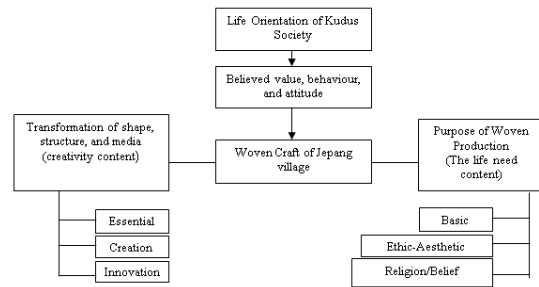 Life Orientation of Kudus
Society
Believed value, behaviour,
and attitude
Transformation of shape,
structure, and media
(creativity content)
Woven Craft of Jepang
village
Purpose of Woven
Production
(The life need
content)
Essential
Creation
Innovation
Basic
Ethic-Aesthetic
Religion/Belief